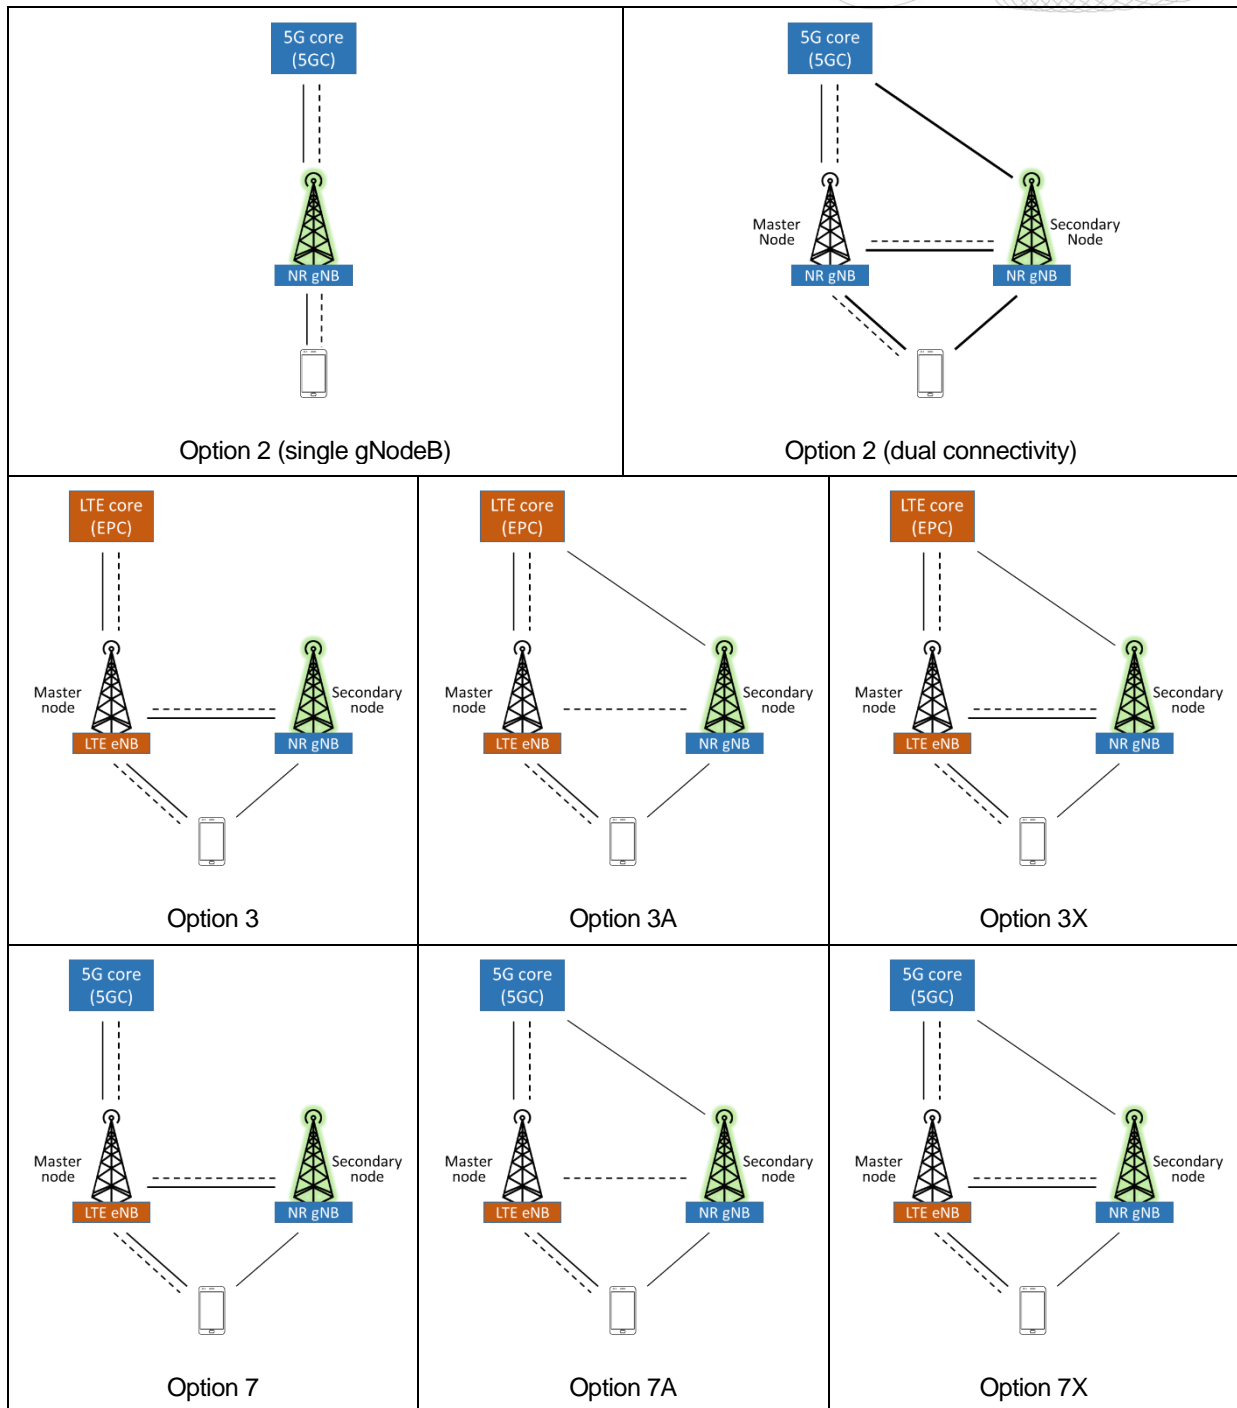 5G core
(5GC)
NR gNB
Option 2 (single gNodeB)
5G core
(5GC)
Master
Node
Secondary
Node
NR gNB
NR gNB
Option 2 (dual connectivity)
LTE core
(EPC)
Master
node
Secondary
node
LTE eNB
NR gNB
Option 3
LTE core
(EPC)
Master
node
Secondary
node
LTE eNB
NR gNB
Option 3A
LTE core
(EPC)
Master
node
Secondary
node
LTE eNB
NR gNB
Option 3X
5G core
(5GC)
Master
node
Secondary
node
LTE eNB
NR gNB
Option 7
5G core
(5GC)
Master
node
Secondary
node
LTE eNB
NR gNB
Option 7A
5G core
(5GC)
Master
node
Secondary
node
LTE eNB
NR gNB
Option 7X